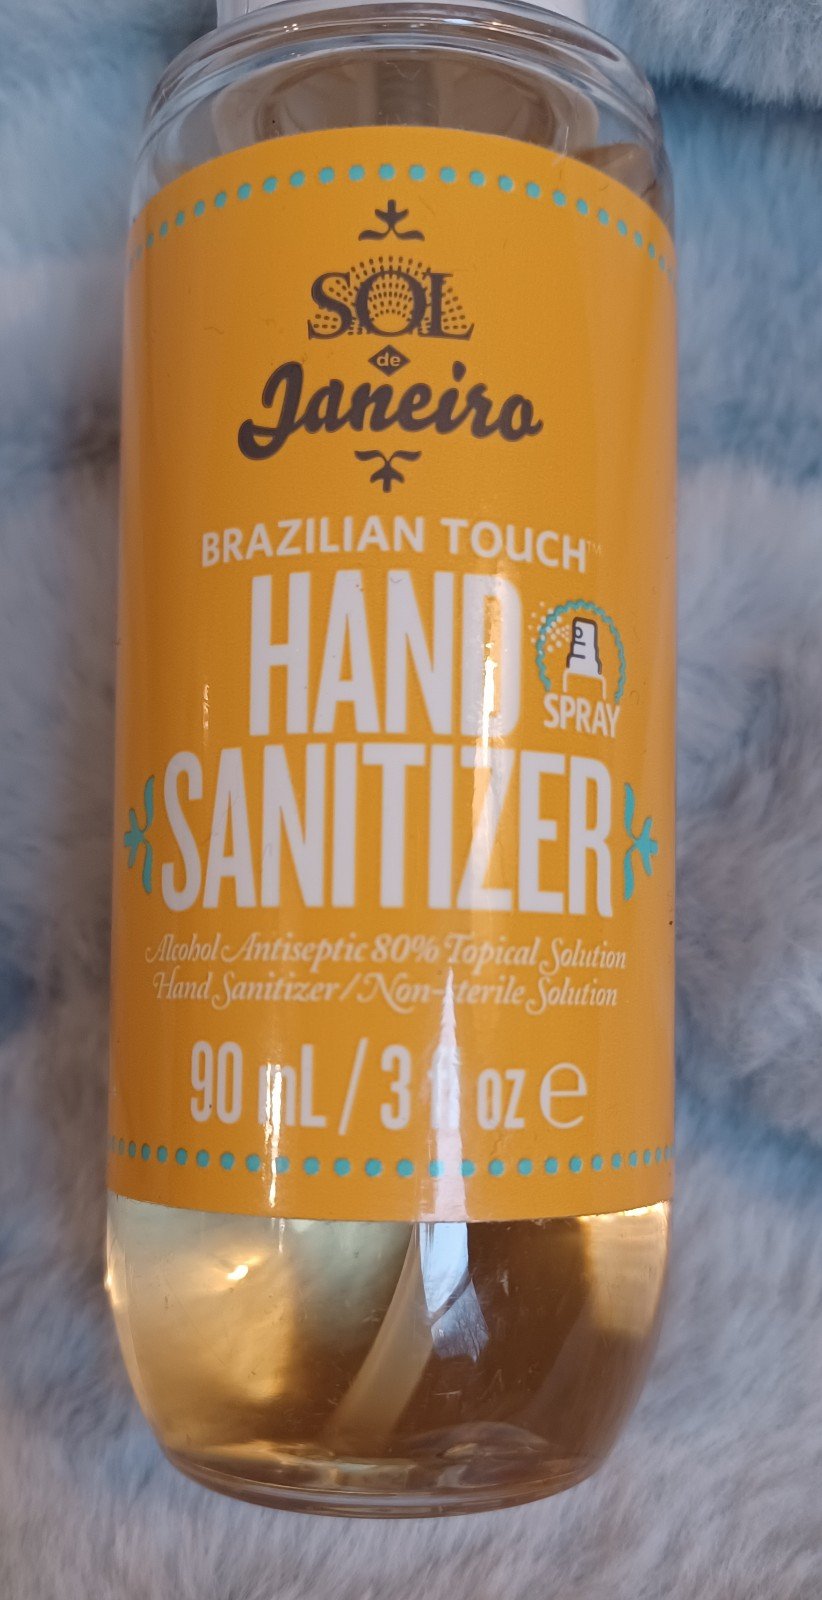 SOL
de
Janeiro
BRAZILIAN TOUCH™
HAND
SPRAY
SANITIZER
Alcohol Antiseptic 80% Topical Solution
Hand Sanitizer/Non-sterile Solution
90 mL/3 fl oz e